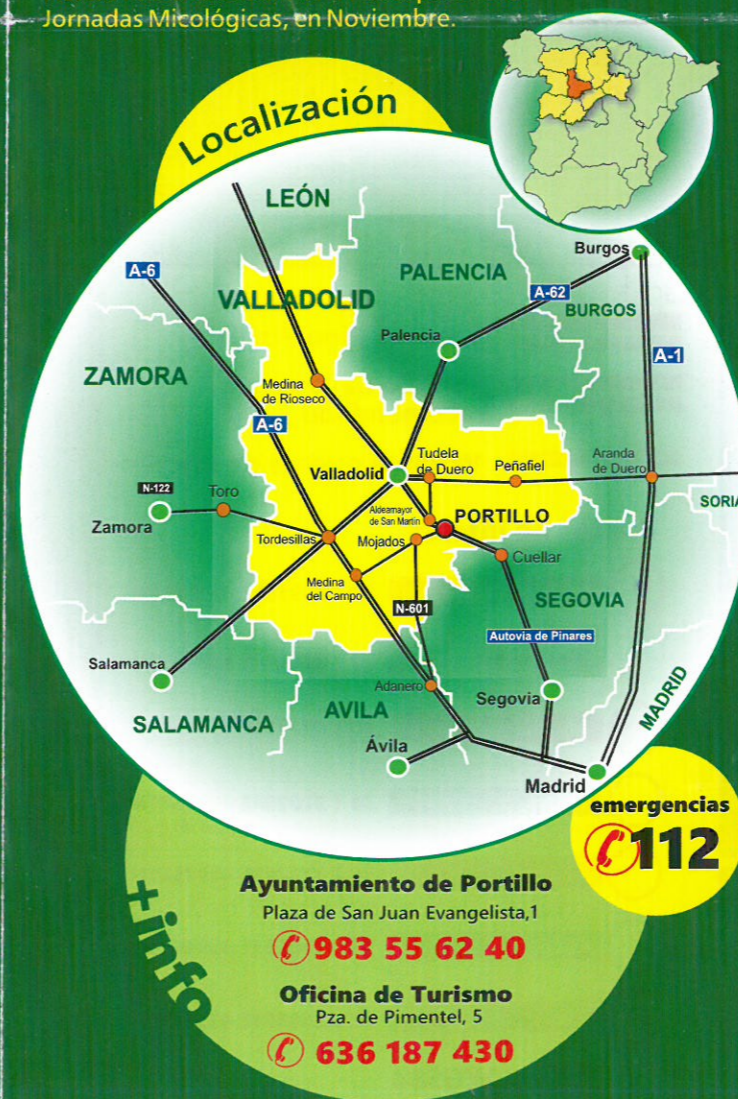 Jornadas Micológicas, en Noviembre.
Localización
LEÓN
Burgos
A-6
PALENCIA
A-62
VALLADOLID
BURGOS
Palencia
A-1
ZAMORA
Medina
de Rioseco
A-6
Tudela
de Duero
Peñafiel
Aranda
de Duero
Valladolid
N-122
Toro
SORIA
Zamora
Aldeamayor
de San Martín
PORTILLO
Tordesillas
Mojados
Cuellar
Medina
del Campo
N-601
SEGOVIA
Autovía de Pinares
Salamanca
Adanero
Segovia
MADRID
SALAMANCA
AVILA
Ávila
Madrid
emergencias
112
+info
Ayuntamiento de Portillo
Plaza de San Juan Evangelista,1
983 55 62 40
Oficina de Turismo
Pza. de Pimentel, 5
636 187 430